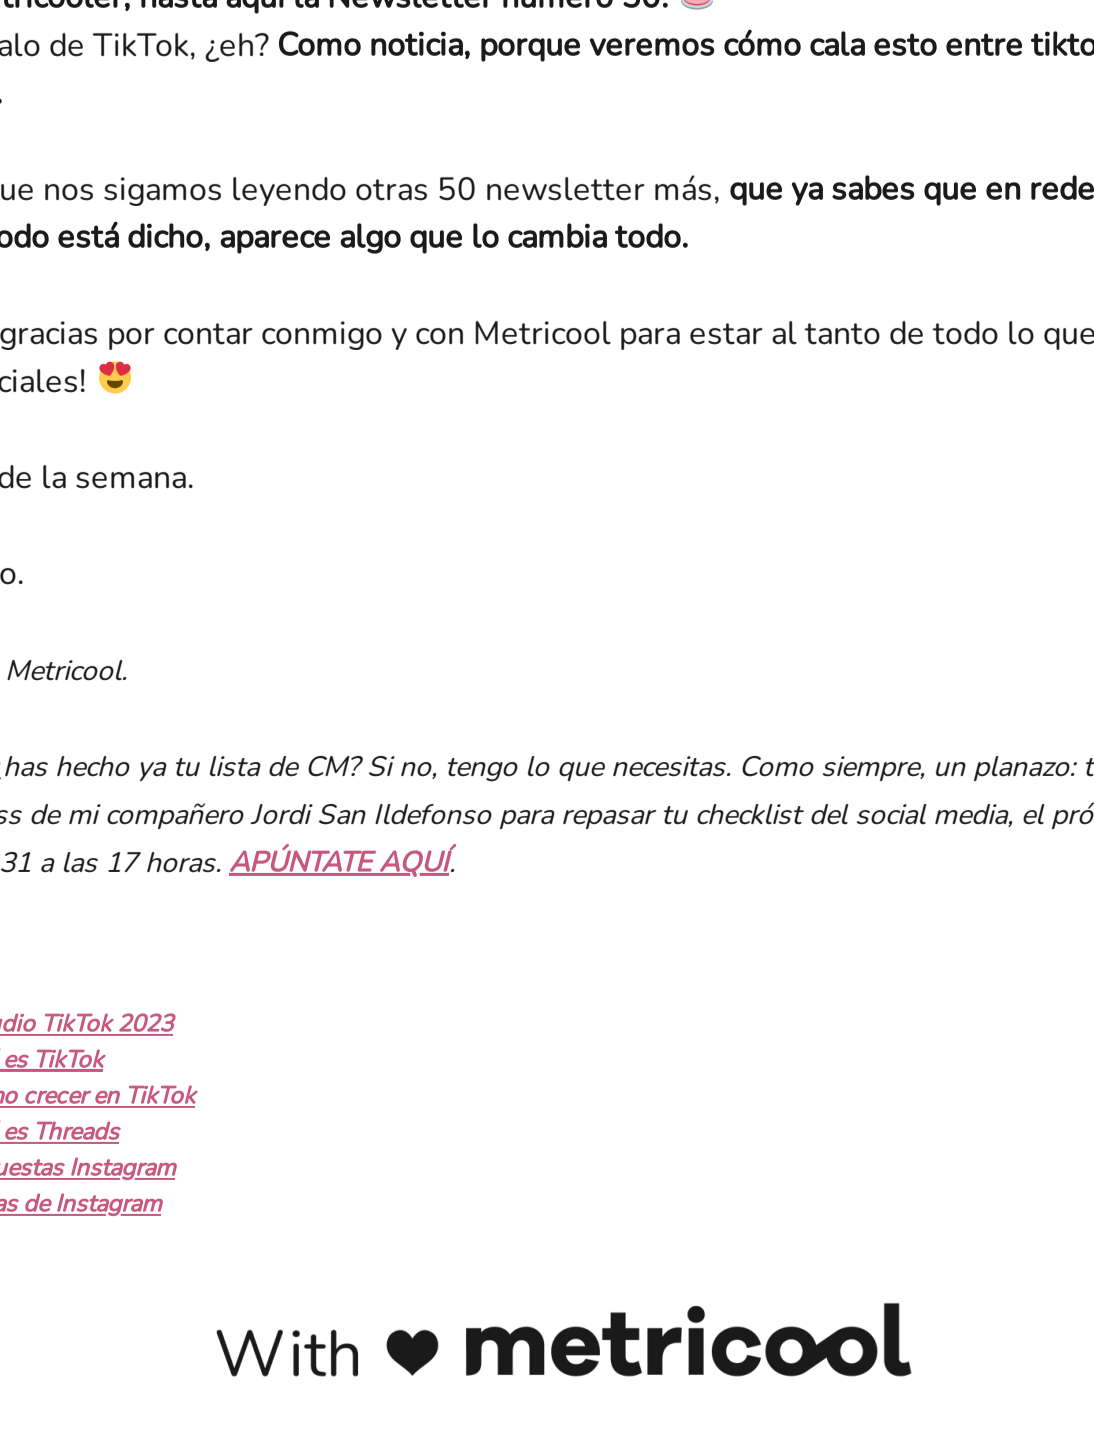 hasta aquí la Newsletter número 50!
alo de TikTok, ¿eh? Como noticia, porque veremos cómo cala esto entre tikto
.
ue nos sigamos leyendo otras 50 newsletter más, que ya sabes que en rede
odo está dicho, aparece algo que lo cambia todo.
gracias por contar conmigo y con Metricool para estar al tanto de todo lo que
ciales! 😍
de la semana.
o.
Metricool.
¿has hecho ya tu lista de CM? Si no, tengo lo que necesitas. Como siempre, un planazo: t
ss de mi compañero Jordi San Ildefonso para repasar tu checklist del social media, el pró
31 a las 17 horas. APÚNTATE AQUÍ.
udio TikTok 2023
es TikTok
mo crecer en TikTok
es Threads
uestas Instagram
as de Instagram
With ♥ metricool